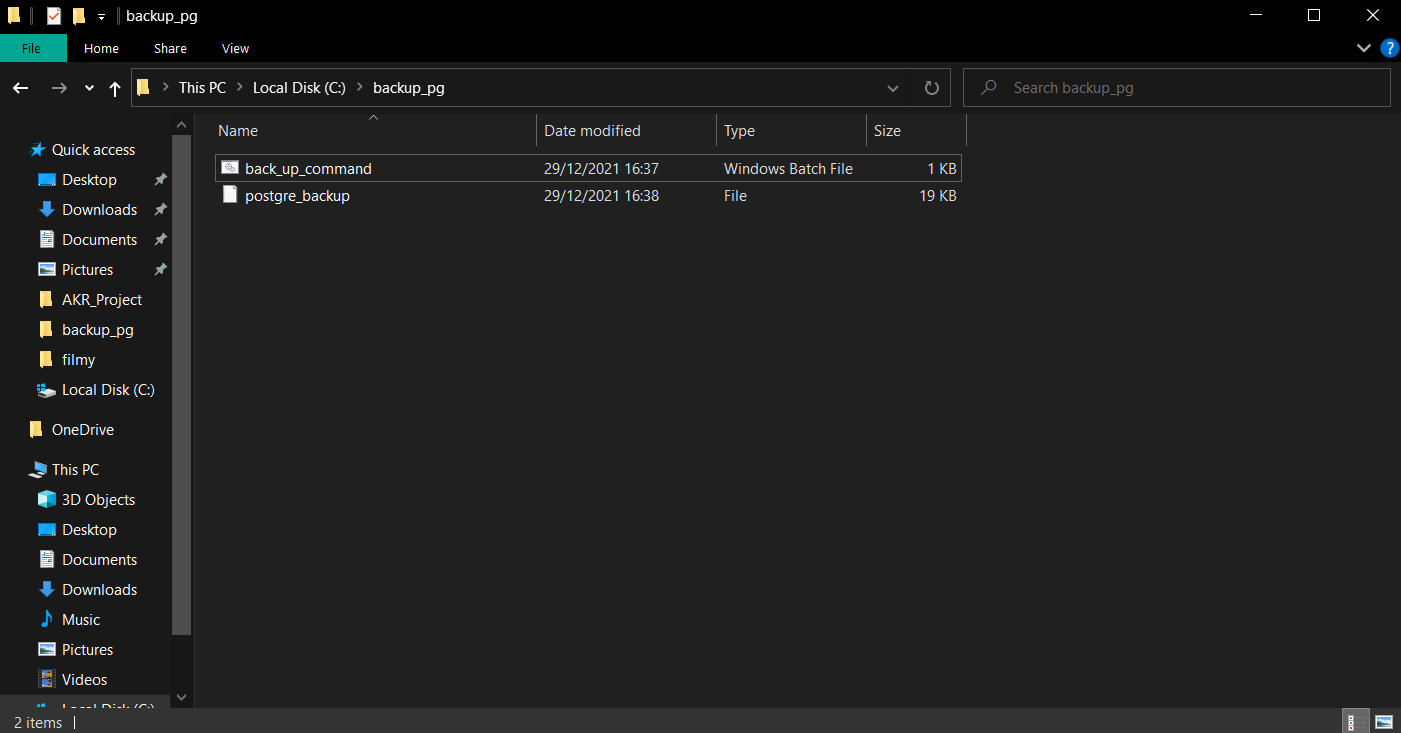 backup_pg
File Home Share View
This PC Local Disk (C:) backup_pg
Search backup_pg
Name Date modified Type Size
back_up_command 29/12/2021 16:37 Windows Batch File 1 KB
postgre_backup 29/12/2021 16:38 File 19 KB
Quick access
Desktop
Downloads
Documents
Pictures
AKR_Project
backup_pg
filmy
Local Disk (C:)
OneDrive
This PC
3D Objects
Desktop
Documents
Downloads
Music
Pictures
Videos
Local Disk (C:)
2 items